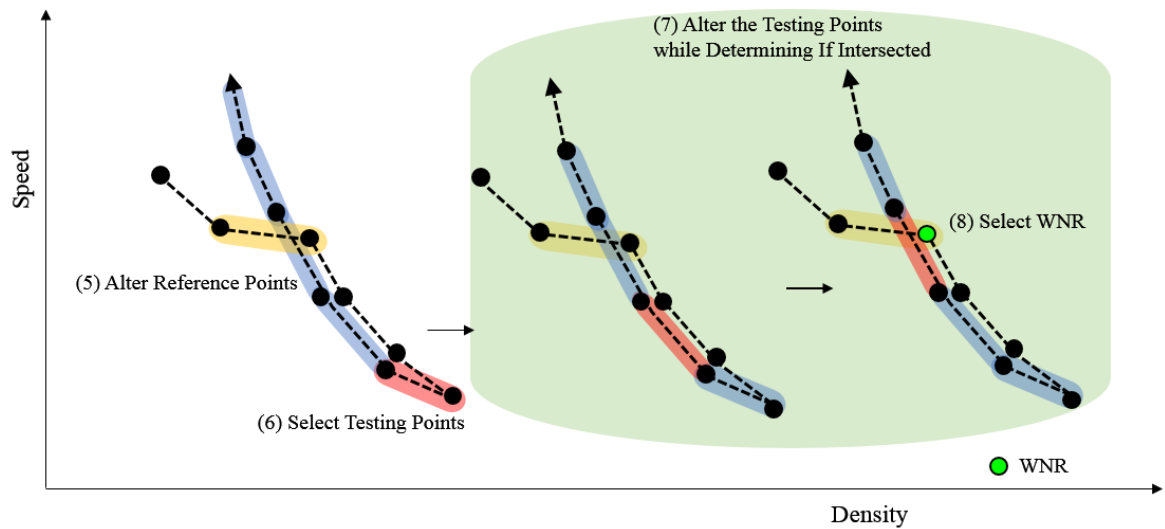 (7) Alter the Testing Points
while Determining If Intersected
Speed
(8) Select WNR
(5) Alter Reference Points
(6) Select Testing Points
WNR
Density